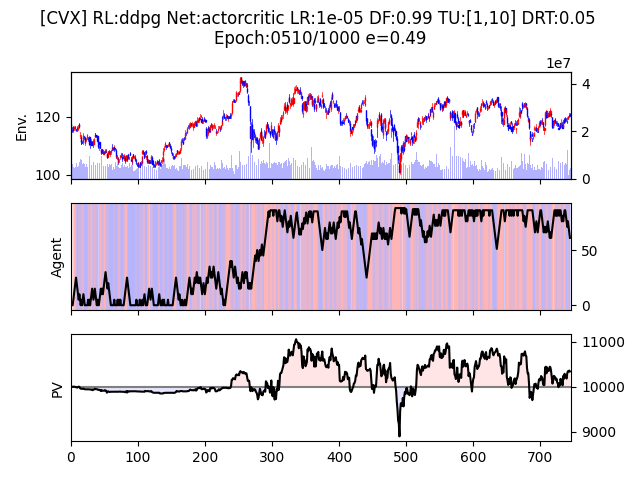 [CVX] RL:ddpg Net:actorcritic LR:1e-05 DF:0.99 TU:[1,10] DRT:0.05
Epoch:0510/1000 e=0.49
1e7
Env.
120
100
4
2
0
Agent
50
0
PV
11000
10000
9000
0 100 200 300 400 500 600 700